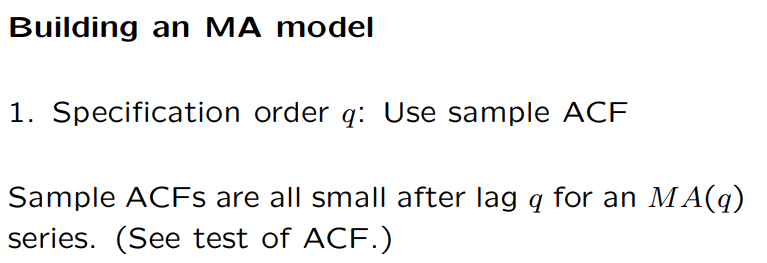 Building an MA model
1. Specification order q: Use sample ACF
Sample ACFs are all small after lag q for an MA(q)
series. (See test of ACF.)